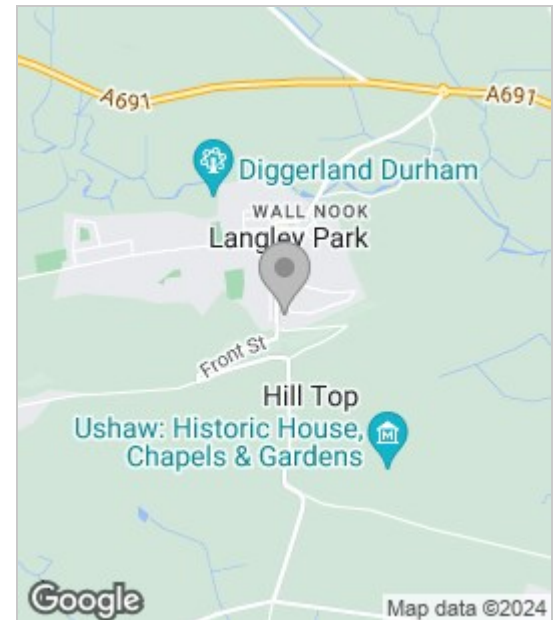 A691
A691
Diggerland Durham
WALL NOOK
Langley Park
Front St
Hill Top
Ushaw: Historic House,
Chapels & Gardens
Google
Map data ©2024